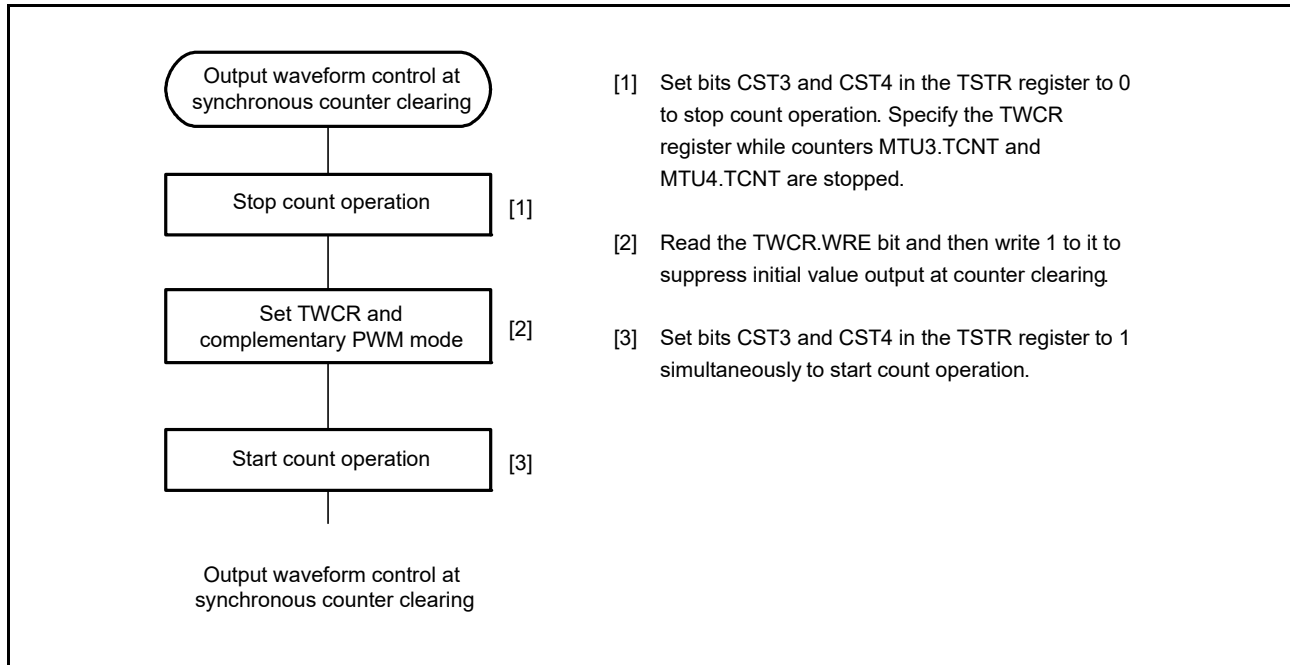 Output waveform control at
synchronous counter clearing
Stop count operation
[1]
Set TWCR and
complementary PWM mode
[2]
Start count operation
[3]
Output waveform control at
synchronous counter clearing
[1] Set bits CST3 and CST4 in the TSTR register to 0
to stop count operation. Specify the TWCR
register while counters MTU3.TCNT and
MTU4.TCNT are stopped.
[2] Read the TWCR.WRE bit and then write 1 to it to
suppress initial value output at counter clearing.
[3] Set bits CST3 and CST4 in the TSTR register to 1
simultaneously to start count operation.